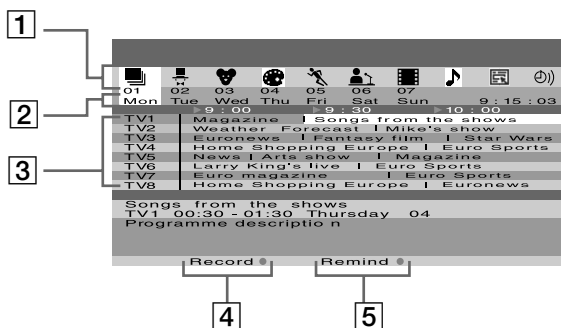 1
01 02 03 04 05 06 07
2
Mon Tue Wed Thu Fri Sat Sun 9:15:03
9:00 9:30 10:00
TV1 Magazine Songs from the shows
TV2 Weather Forecast Mike's show
TV3 Euronews Fantasy film Star Wars
3
TV4 Home Shopping Europe Euro Sports
TV5 News Arts show Magazine
TV6 Larry King's live Euro Sports
TV7 Euro magazine Euro Sports
TV8 Home Shopping Europe Euronews
Songs from the shows
TV1 00:30 - 01:30 Thursday 04
Programme descriptio n
Record Remind
4 5